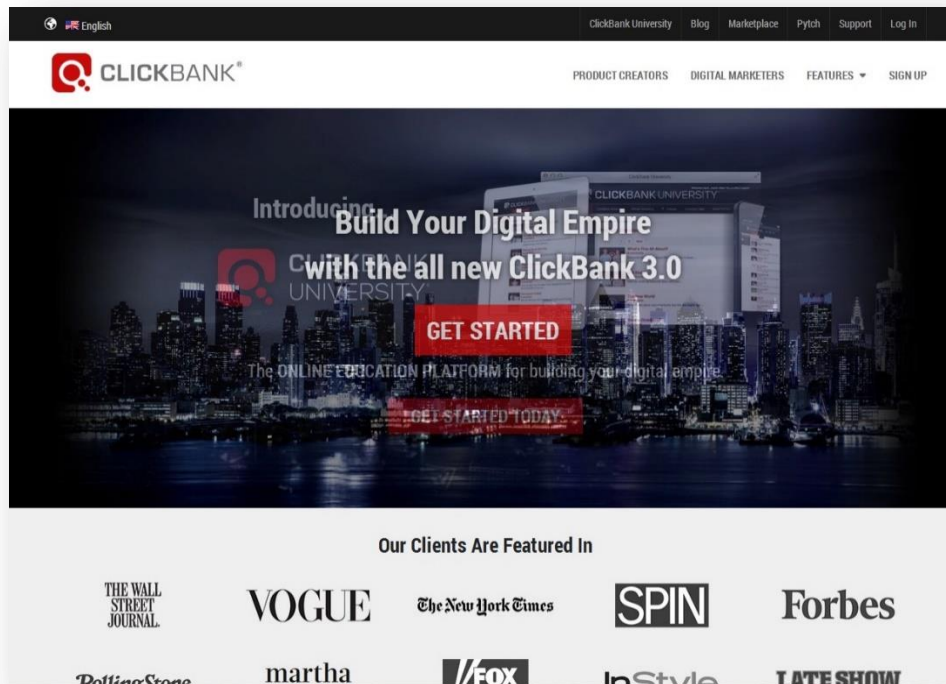 English
ClickBank University Blog Marketplace Pytch Support Log In
CLICKBANK®
PRODUCT CREATORS DIGITAL MARKETERS FEATURES SIGN UP
Introducing
Build Your Digital Empire
with the all new ClickBank 3.0
CLICKBANK UNIVERSITY
UNIVERSITY
GET STARTED
The ONLINE EDUCATION PLATFORM for building your digital empire
GET STARTED TODAY
Our Clients Are Featured In
THE WALL
STREET
JOURNAL.
VOGUE
The New York Times
SPIN
Forbes
RollingStone
martha
FOX
InStyle
LATE SHOW